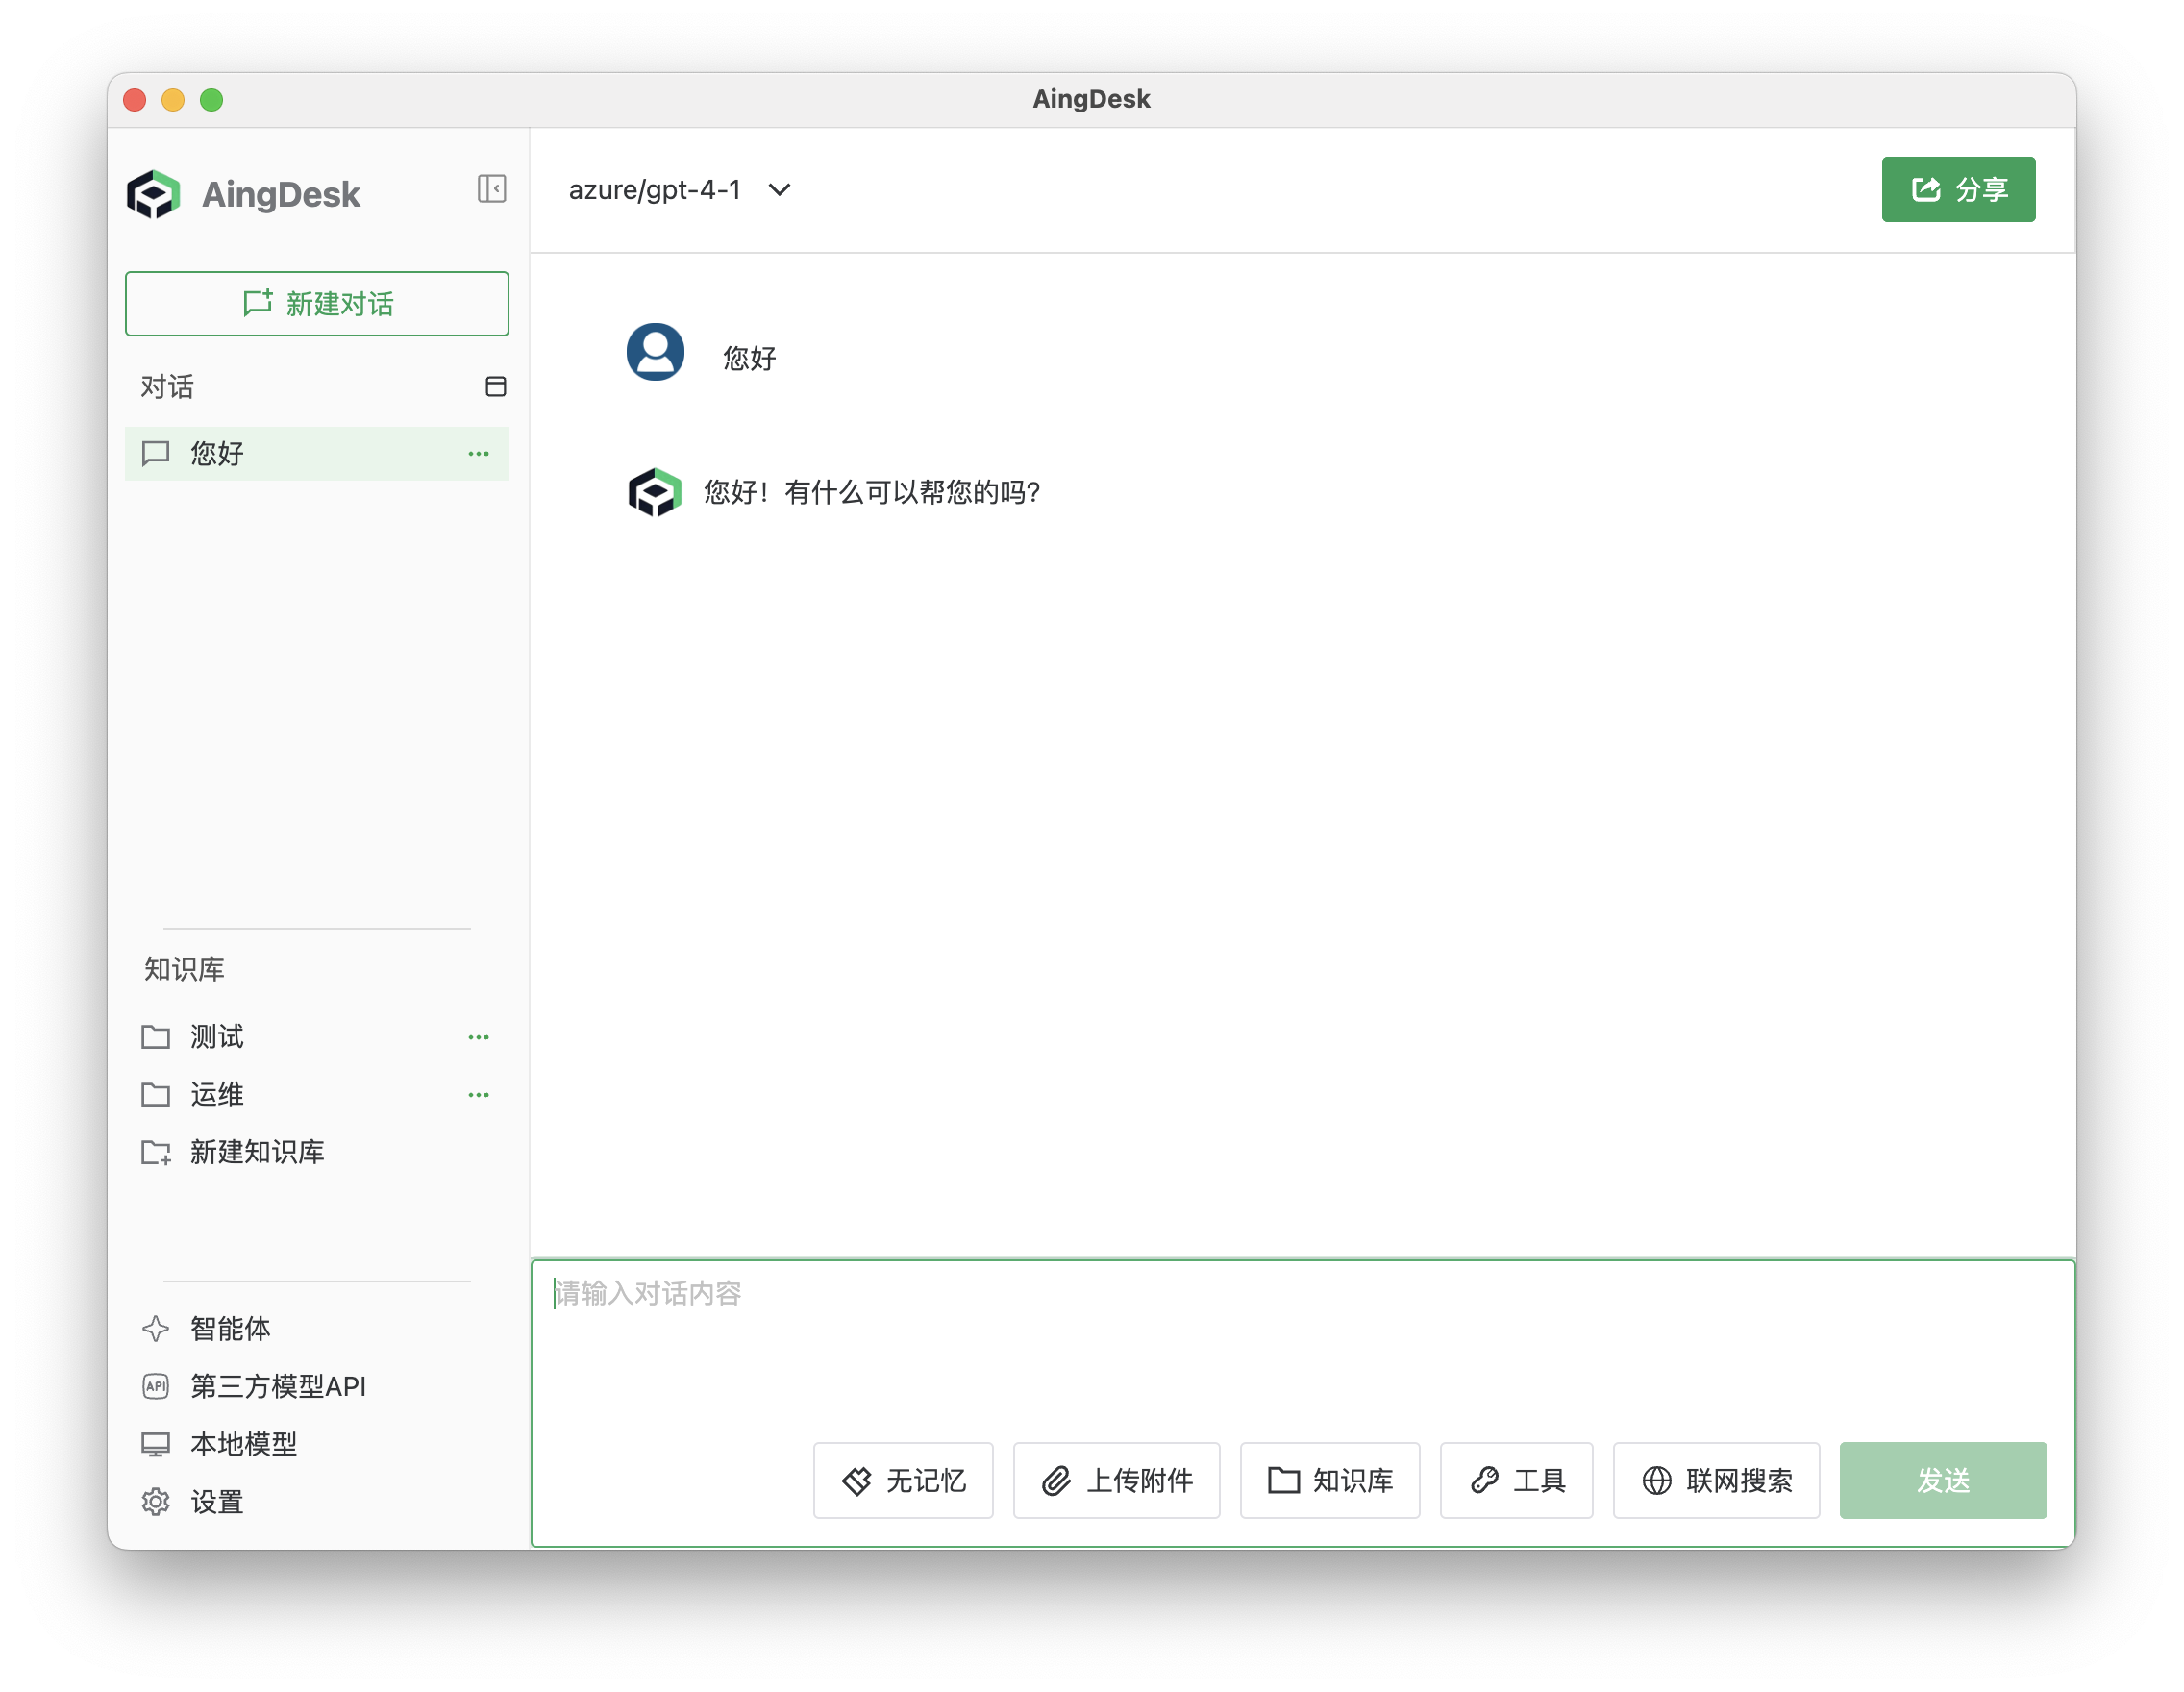 AingDesk
AingDesk
新建对话
对话
您好
知识库
测试
运维
新建知识库
智能体
API 第三方模型API
本地模型
设置
azure/gpt-4-1
分享
您好
您好！有什么可以帮您的吗？
请输入对话内容
无记忆 上传附件 知识库 工具 联网搜索 发送